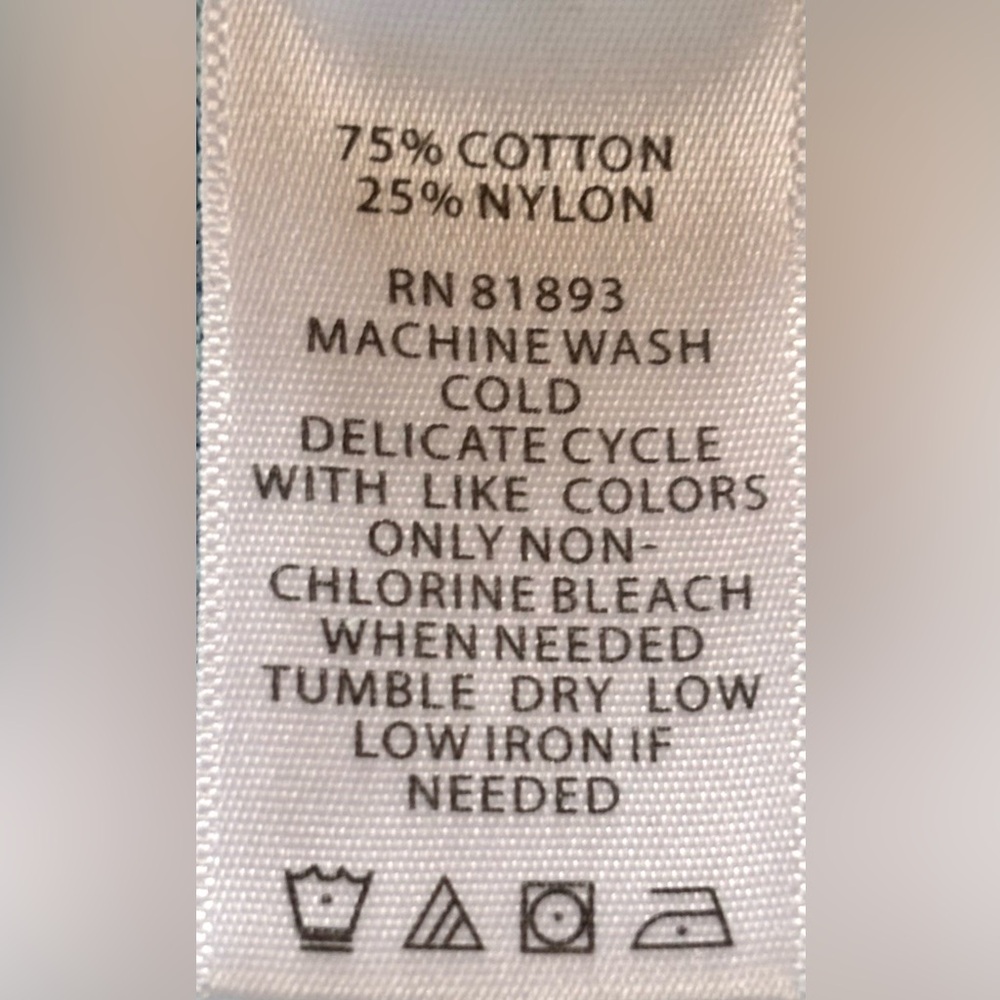 75% COTTON
25% NYLON
RN 81893
MACHINE WASH
COLD
DELICATE CYCLE
WITH LIKE COLORS
ONLY NON-
CHLORINE BLEACH
WHEN NEEDED
TUMBLE DRY LOW
LOW IRON IF
NEEDED